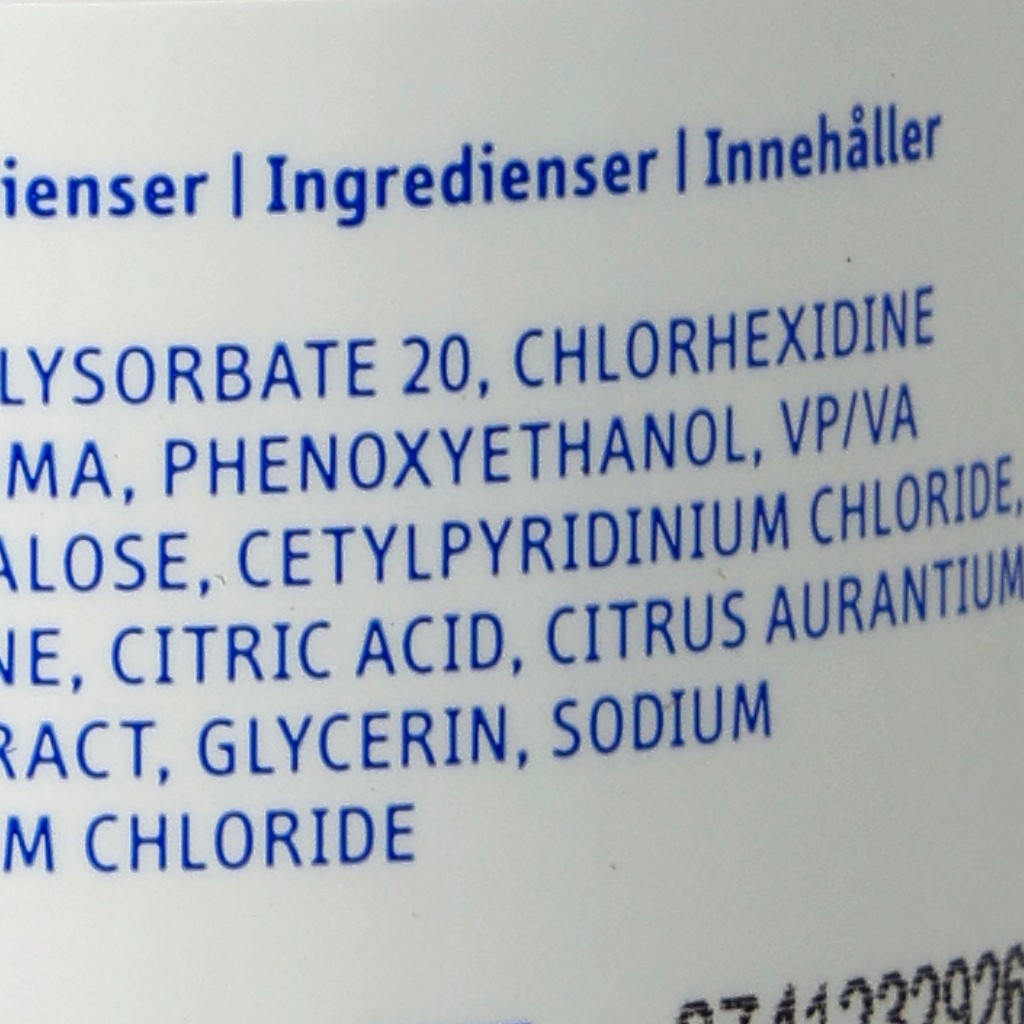 ienser | Ingredienser | Innehåller
LYSORBATE 20, CHLORHEXIDINE
MA, PHENOXYETHANOL, VP/VA
ALOSE, CETYLPYRIDINIUM CHLORIDE,
NE, CITRIC ACID, CITRUS AURANTIUM
RACT, GLYCERIN, SODIUM
M CHLORIDE